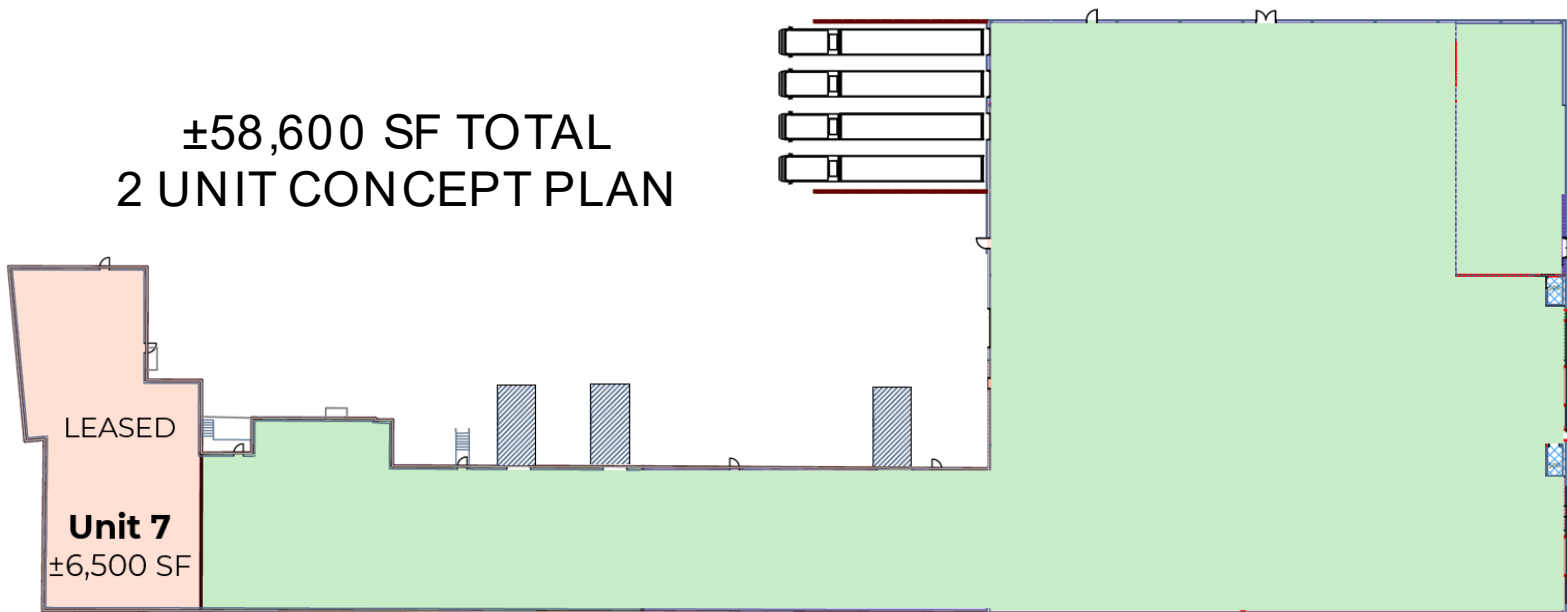 ±58,600 SF TOTAL
2 UNIT CONCEPT PLAN
LEASED
Unit 7
±6,500 SF